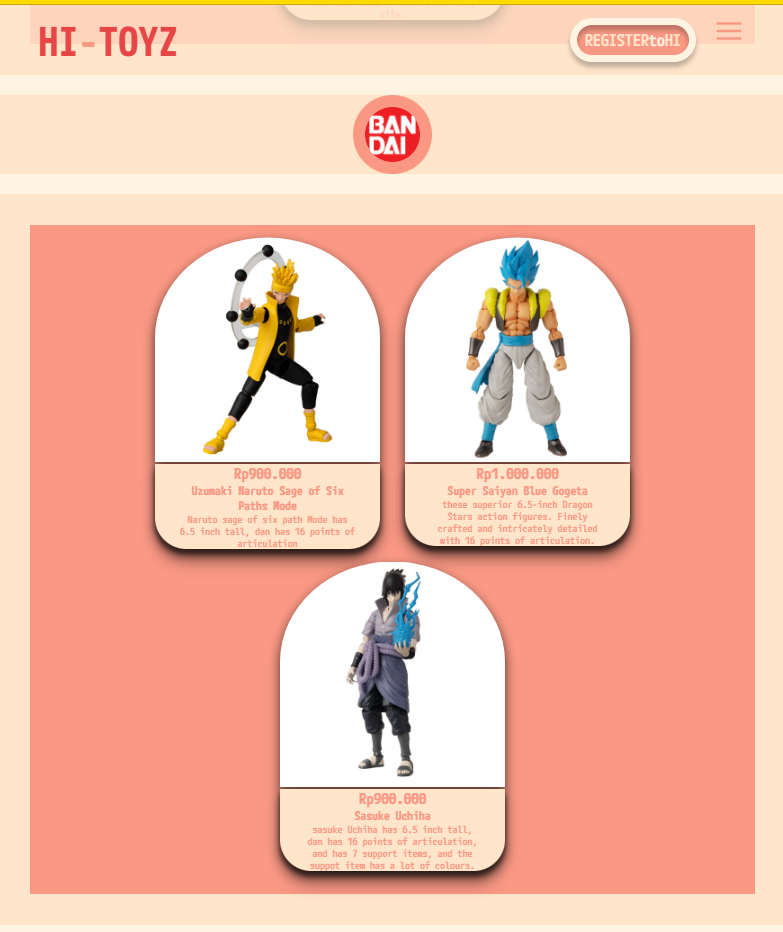 life.
HI-TOYZ
REGISTERtoHI
BAN
DAI
Rp900.000
Uzumaki Naruto Sage of Six
Paths Mode
Naruto sage of six path Mode has
6.5 inch tall, dan has 16 points of
articulation
Rp1.000.000
Super Saiyan Blue Gogeta
these superior 6.5-inch Dragon
Stars action figures. Finely
crafted and intricately detailed
with 16 points of articulation.
Rp900.000
Sasuke Uchiha
sasuke Uchiha has 6.5 inch tall,
dan has 16 points of articulation,
and has 7 support items, and the
suppot item has a lot of colours.